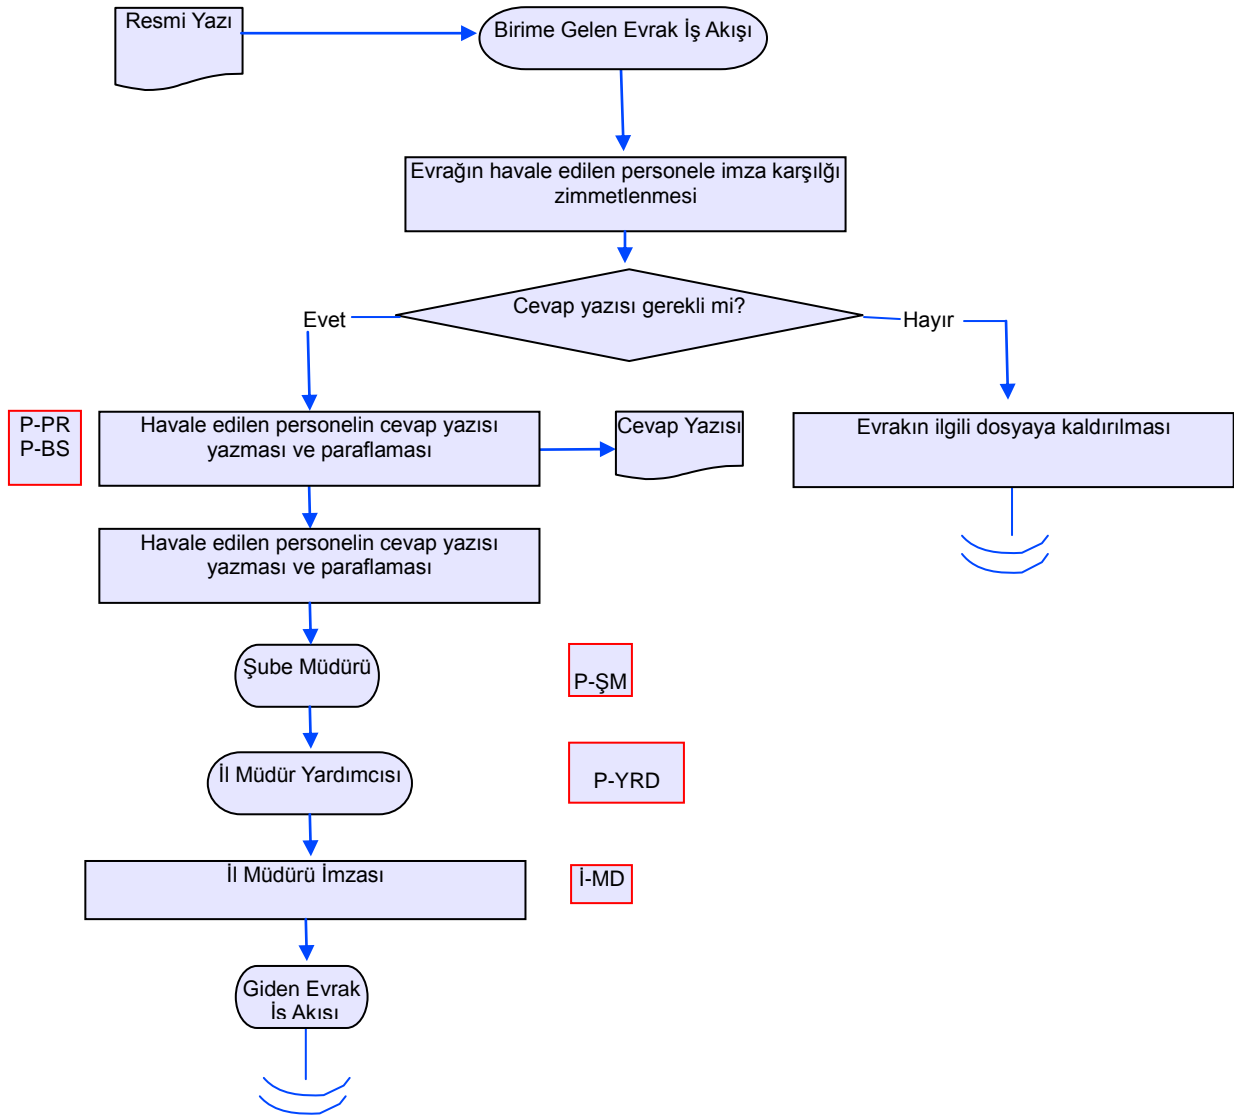 Resmi Yazı
Birime Gelen Evrak İş Akışı
Evrağın havale edilen personele imza karşılğı
zimmetlenmesi
Cevap yazısı gerekli mi?
Evet
Hayır
P-PR
P-BS
Havale edilen personelin cevap yazısı
yazması ve paraflaması
Cevap Yazısı
Evrakın ilgili dosyaya kaldırılması
Havale edilen personelin cevap yazısı
yazması ve paraflaması
Şube Müdürü
P-ŞM
İl Müdür Yardımcısı
P-YRD
İl Müdürü İmzası
İ-MD
Giden Evrak
İş Akışı